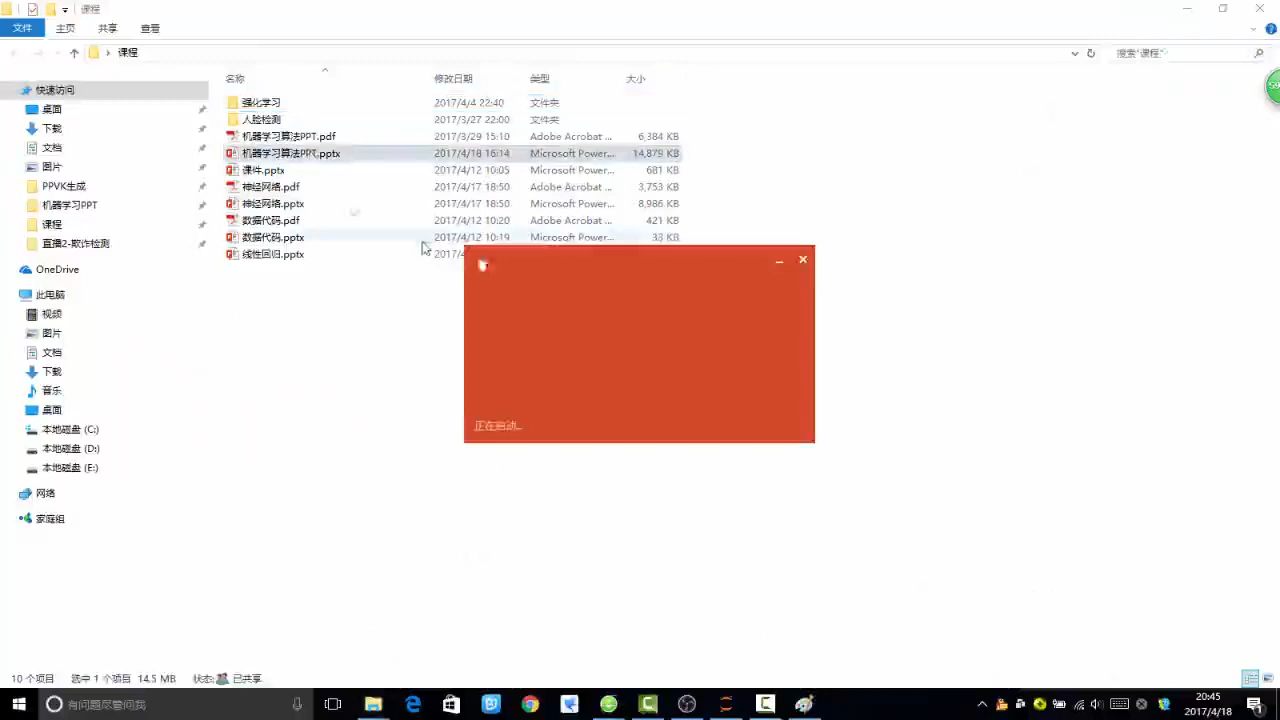 课程
文件 主页 共享 查看
课程 搜索"课程"
名称 修改日期 类型 大小
快速访问
桌面
下载
文档
图片
PPVK生成
机器学习PPT
课程
直播2-欺诈检测
OneDrive
此电脑
视频
图片
文档
下载
音乐
桌面
本地磁盘 (C:)
本地磁盘 (D:)
本地磁盘 (E:)
网络
家庭组
强化学习 2017/4/4 22:40 文件夹
人脸检测 2017/3/27 22:00 文件夹
机器学习算法PPT.pdf 2017/3/29 15:10 Adobe Acrobat ... 6,384 KB
机器学习算法PPT.pptx 2017/4/18 16:14 Microsoft Power... 14,879 KB
课件.pptx 2017/4/12 10:05 Microsoft Power... 681 KB
神经网络.pdf 2017/4/17 18:50 Adobe Acrobat ... 3,753 KB
神经网络.pptx 2017/4/17 18:50 Microsoft Power... 8,986 KB
数据代码.pdf 2017/4/12 10:20 Adobe Acrobat ... 421 KB
数据代码.pptx 2017/4/12 10:19 Microsoft Power... 33 KB
线性回归.pptx 2017/4
正在启动...
10 个项目 选中 1 个项目 14.5 MB 状态: 已共享
有问题尽管问我
20:45
2017/4/18